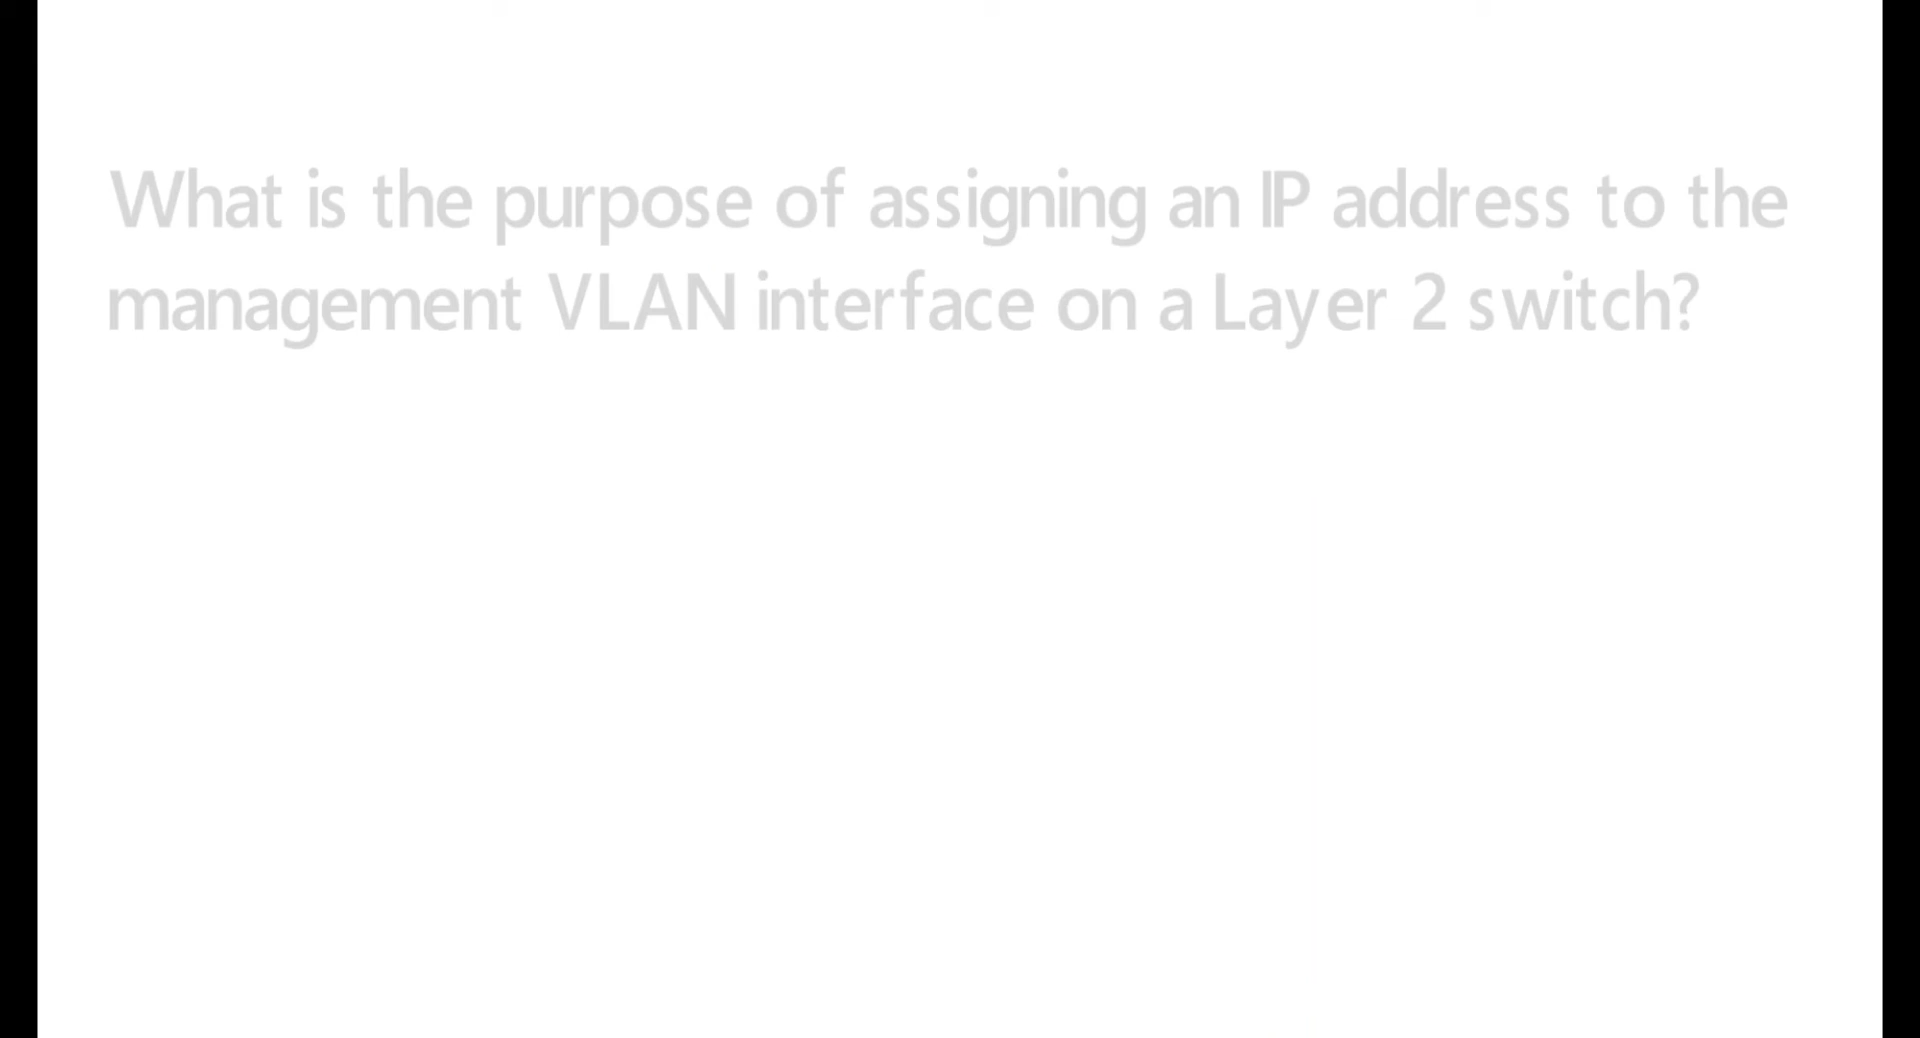 What is the purpose of assigning an IP address to the
management VLAN interface on a Layer 2 switch?